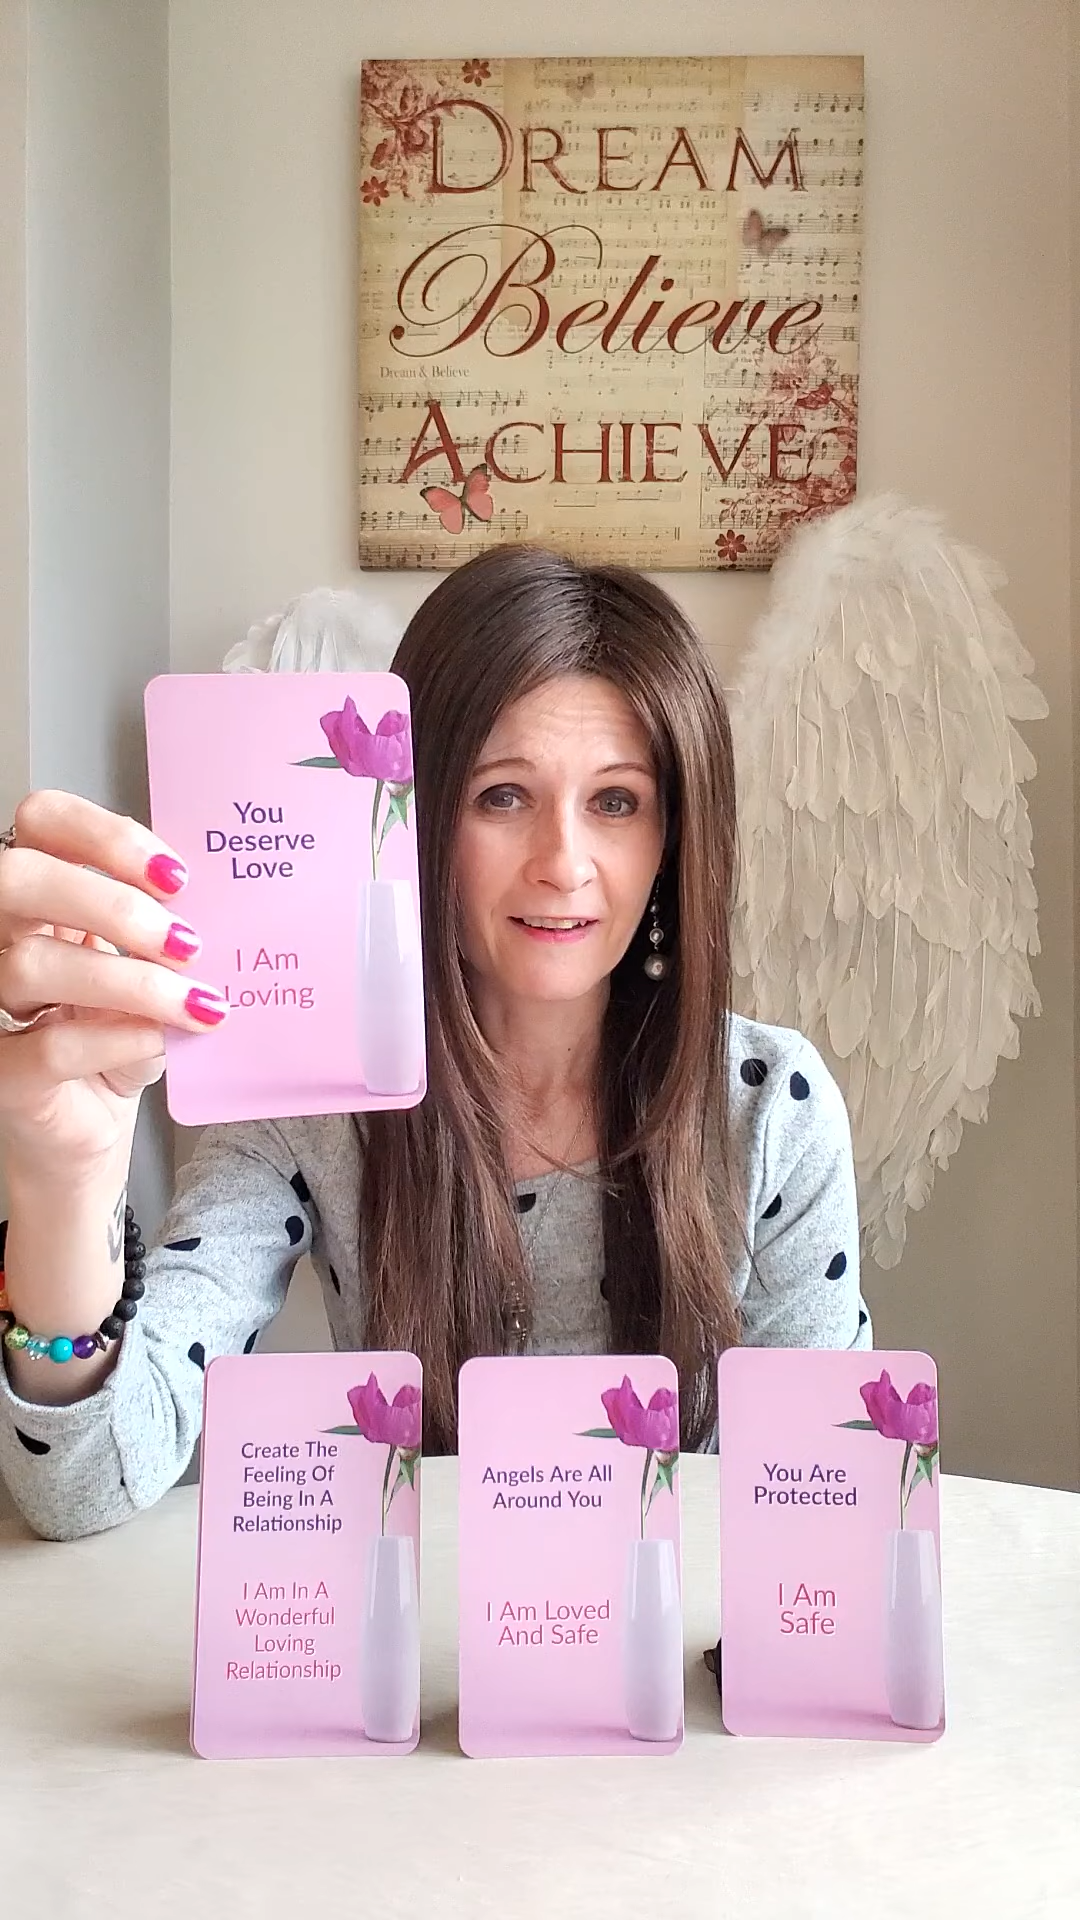 DREAM
Believe
Dream & Believe
ACHIEVE
You
Deserve
Love
I Am
Loving
Create The
Feeling Of
Being In A
Relationship
I Am In A
Wonderful
Loving
Relationship
Angels Are All
Around You
I Am Loved
And Safe
You Are
Protected
I Am
Safe